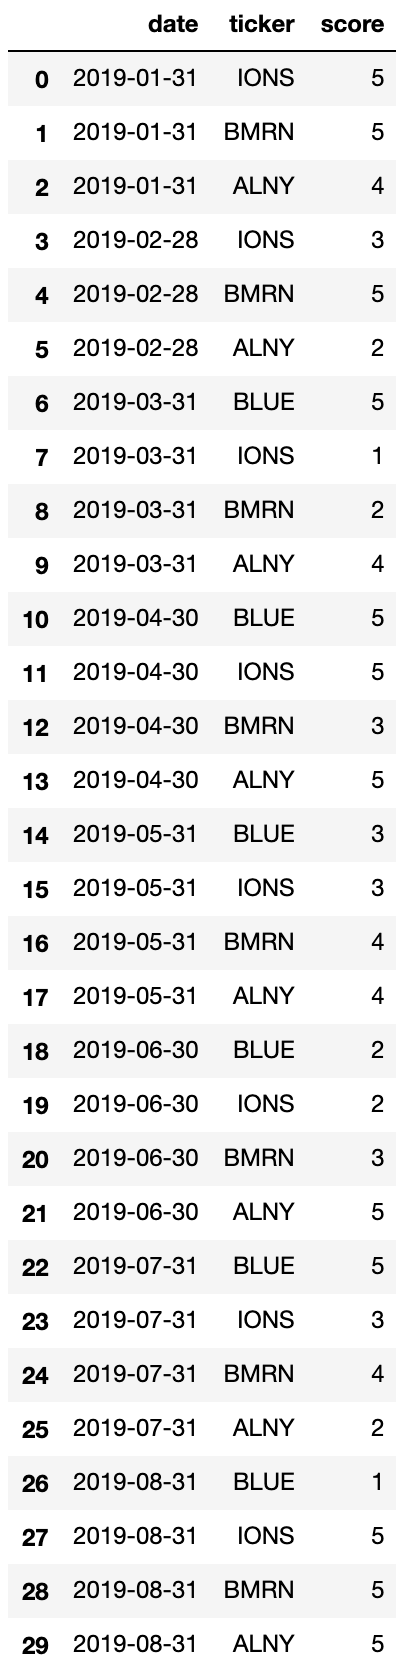 date ticker score
0 2019-01-31 IONS 5
1 2019-01-31 BMRN 5
2 2019-01-31 ALNY 4
3 2019-02-28 IONS 3
4 2019-02-28 BMRN 5
5 2019-02-28 ALNY 2
6 2019-03-31 BLUE 5
7 2019-03-31 IONS 1
8 2019-03-31 BMRN 2
9 2019-03-31 ALNY 4
10 2019-04-30 BLUE 5
11 2019-04-30 IONS 5
12 2019-04-30 BMRN 3
13 2019-04-30 ALNY 5
14 2019-05-31 BLUE 3
15 2019-05-31 IONS 3
16 2019-05-31 BMRN 4
17 2019-05-31 ALNY 4
18 2019-06-30 BLUE 2
19 2019-06-30 IONS 2
20 2019-06-30 BMRN 3
21 2019-06-30 ALNY 5
22 2019-07-31 BLUE 5
23 2019-07-31 IONS 3
24 2019-07-31 BMRN 4
25 2019-07-31 ALNY 2
26 2019-08-31 BLUE 1
27 2019-08-31 IONS 5
28 2019-08-31 BMRN 5
29 2019-08-31 ALNY 5